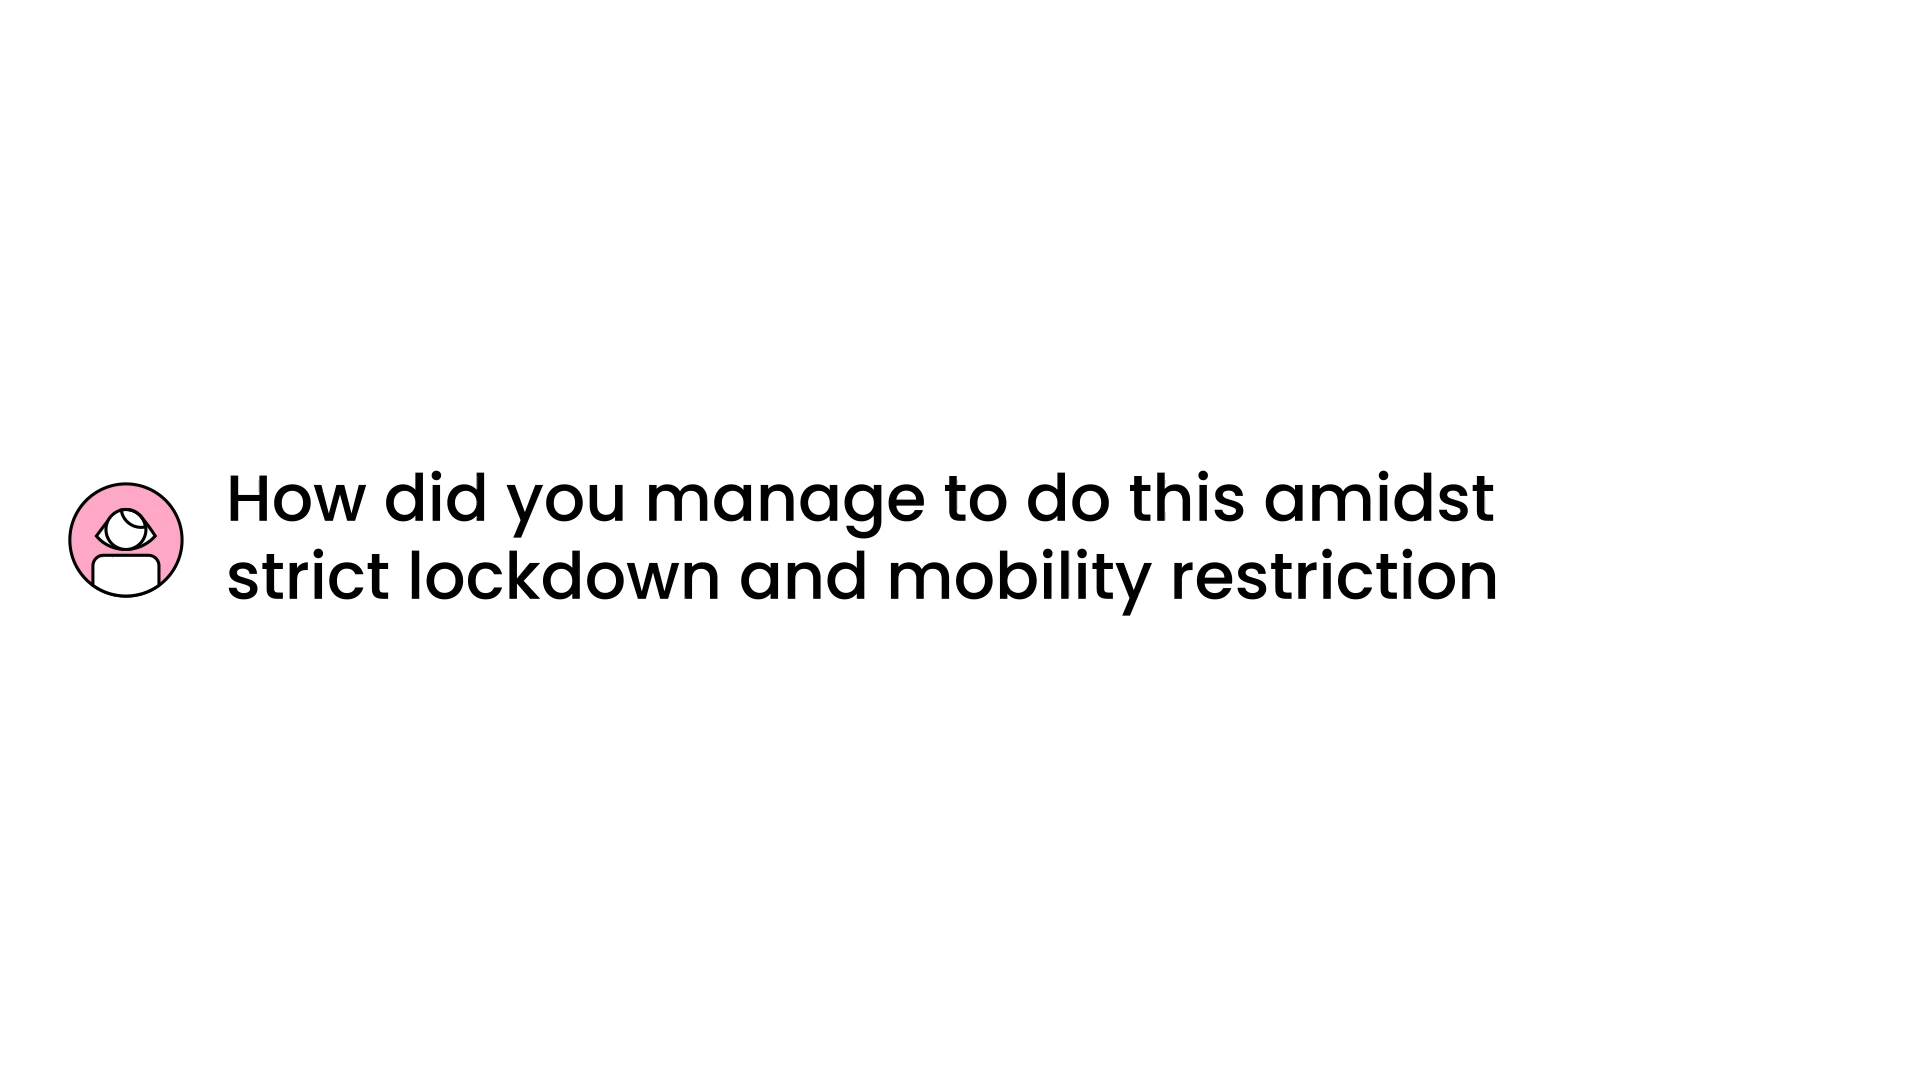 How did you manage to do this amidst
strict lockdown and mobility restriction